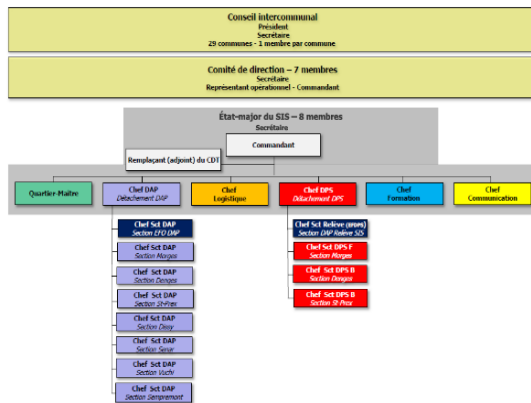 Conseil intercommunal
Président
Secrétaire
29 communes - 1 membre par commune
Comité de direction – 7 membres
Secrétaire
Représentant opérationnel - Commandant
État-major du SIS – 8 membres
Secrétaire
Commandant
Remplaçant (adjoint) du CDT
Quartier-Maître
Chef DAP
Détachement DAP
Chef
Logistique
Chef DPS
Détachement DPS
Chef
Formation
Chef
Communication
Chef Sct DAP
Section EFO DAP
Chef Sct DAP
Section Morges
Chef Sct DAP
Section Denges
Chef Sct DAP
Section St-Prex
Chef Sct DAP
Section
Chef Sct DAP
Section
Chef Sct DAP
Section
Chef Sct DAP
Section Sempremont
Chef Sct Relève
Section DAP Relève SIS
Chef Sct DPS F
Section Morges
Chef Sct DPS B
Section Denges
Chef Sct DPS B
Section St-Prex